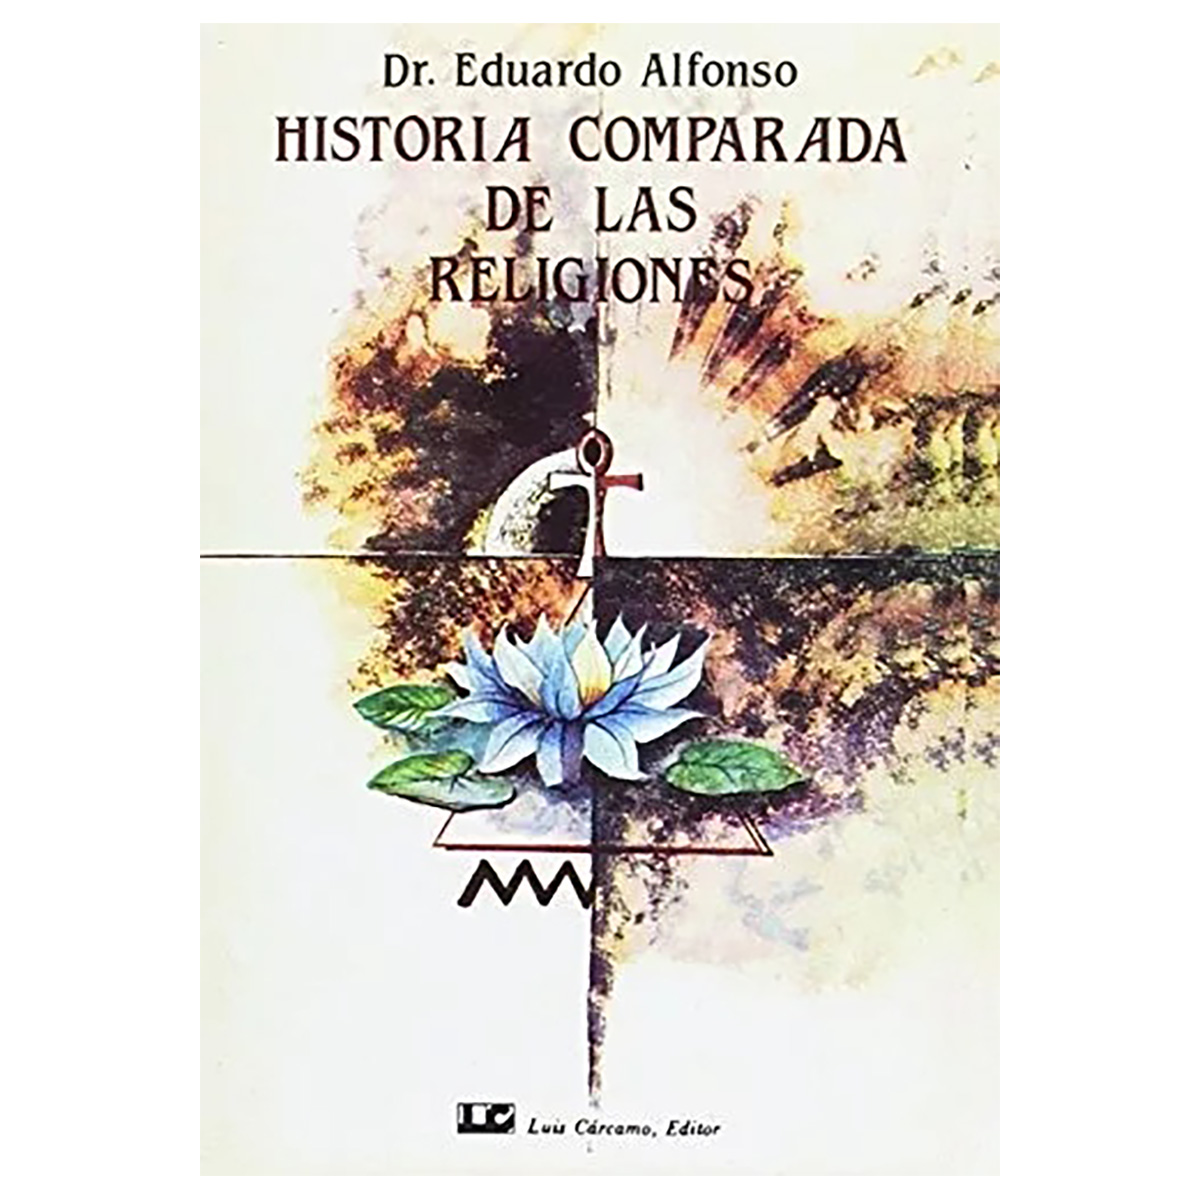 Dr. Eduardo Alfonso
HISTORIA COMPARADA
DE LAS
RELIGIONES
Luis Cárcamo, Editor